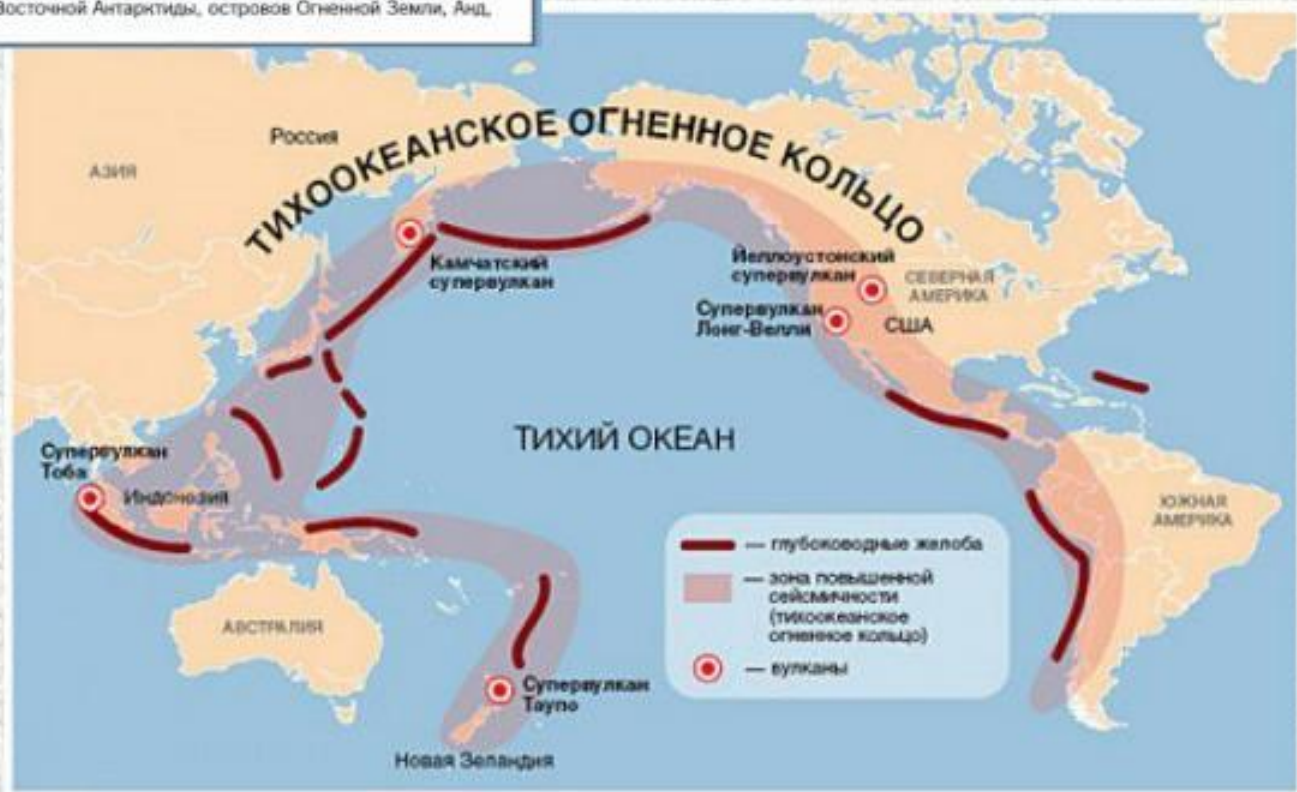 Восточной Антарктиды, островов Огненной Земли, Анд,
ТИХООКЕАНСКОЕ ОГНЕННОЕ КОЛЬЦО
Россия
АЗИЯ
Камчатский
супервулкан
Йеллоустонский
супервулкан
СЕВЕРНАЯ
АМЕРИКА
Супервулкан
Лонг-Велли
США
ТИХИЙ ОКЕАН
Супервулкан
Тоба
Индонезия
ЮЖНАЯ
АМЕРИКА
— глубоководные желоба
— зона повышенной
сейсмичности
(тихоокеанское
огненное кольцо)
— вулканы
АВСТРАЛИЯ
Супервулкан
Таупо
Новая Зеландия